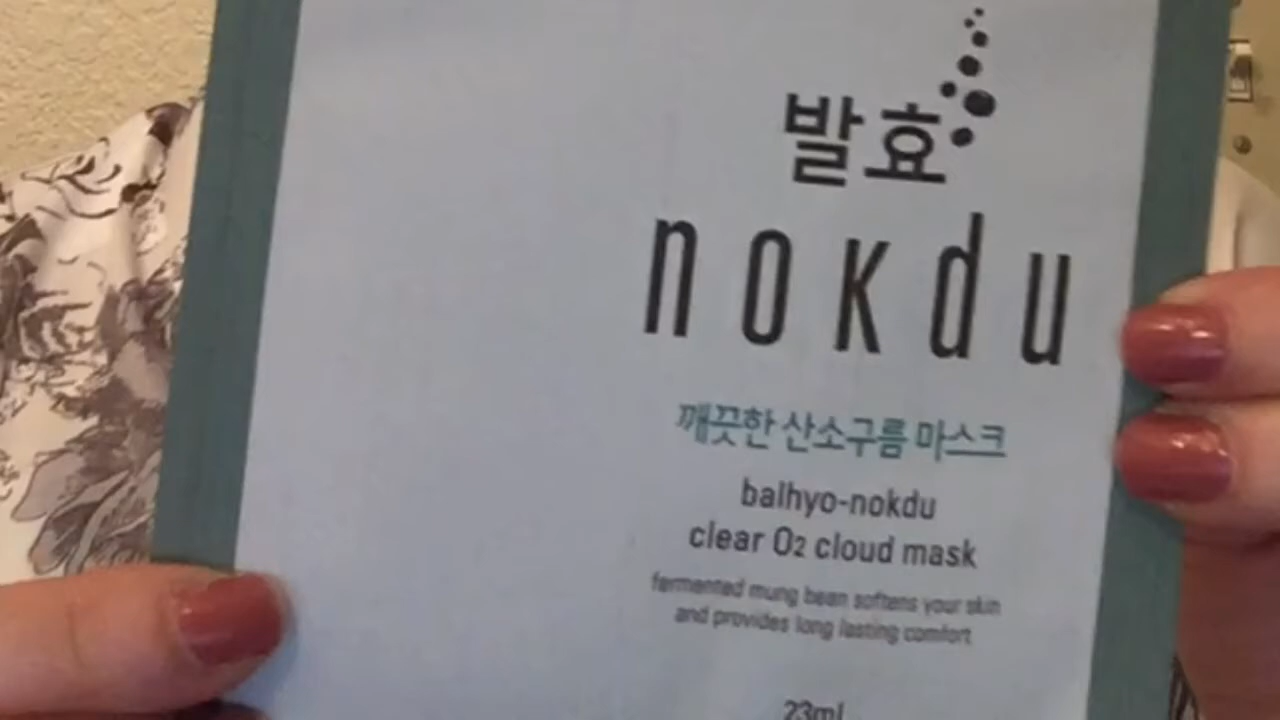 발효
nokdu
깨끗한 산소구름 마스크
balhyo-nokdu
clear O2 cloud mask
fermented mung bean softens your skin
and provides long lasting comfort
23ml